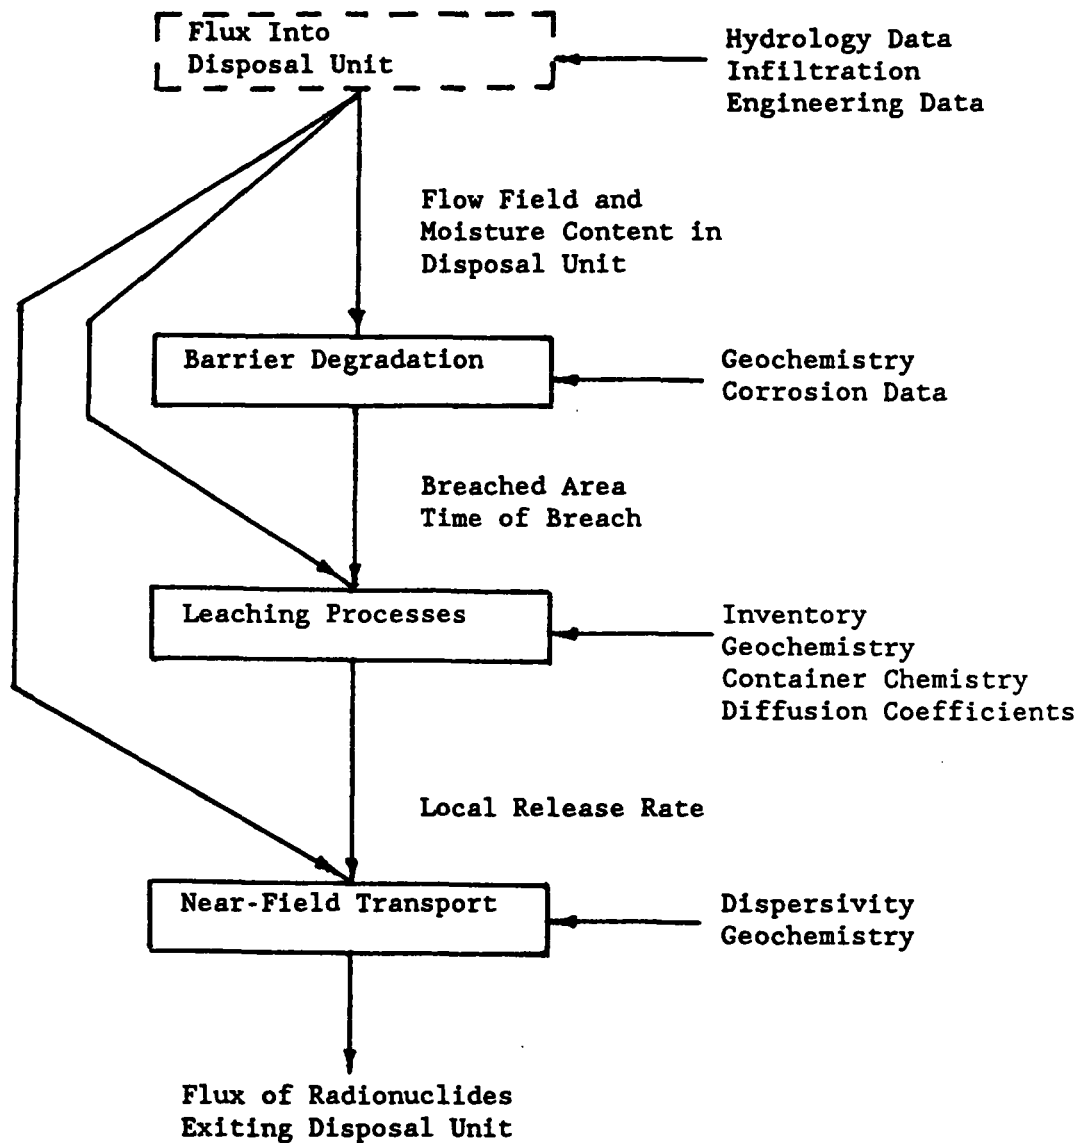 Flux Into
Disposal Unit
Hydrology Data
Infiltration
Engineering Data
Flow Field and
Moisture Content in
Disposal Unit
Barrier Degradation
Geochemistry
Corrosion Data
Breached Area
Time of Breach
Leaching Processes
Inventory
Geochemistry
Container Chemistry
Diffusion Coefficients
Local Release Rate
Near-Field Transport
Dispersivity
Geochemistry
Flux of Radionuclides
Exiting Disposal Unit